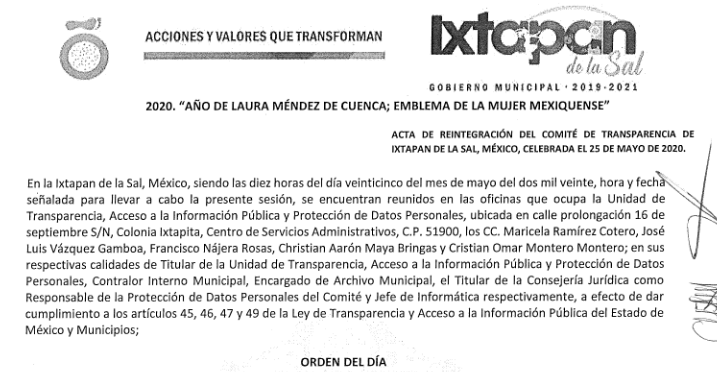 ACCIONES Y VALORES QUE TRANSFORMAN
Ixtapan
de la Sal
GOBIERNO MUNICIPAL · 2019-2021
2020. “AÑO DE LAURA MÉNDEZ DE CUENCA; EMBLEMA DE LA MUJER MEXIQUENSE”
ACTA DE REINTEGRACIÓN DEL COMITÉ DE TRANSPARENCIA DE
IXTAPAN DE LA SAL, MÉXICO, CELEBRADA EL 25 DE MAYO DE 2020.
En la Ixtapan de la Sal, México, siendo las diez horas del día veinticinco del mes de mayo del dos mil veinte, hora y fecha
señalada para llevar a cabo la presente sesión, se encuentran reunidos en las oficinas que ocupa la Unidad de
Transparencia, Acceso a la Información Pública y Protección de Datos Personales, ubicada en calle prolongación 16 de
septiembre S/N, Colonia Ixtapita, Centro de Servicios Administrativos, C.P. 51900, los CC. Maricela Ramírez Cotero, José
Luis Vázquez Gamboa, Francisco Nájera Rosas, Christian Aarón Maya Bringas y Cristian Omar Montero Montero; en sus
respectivas calidades de Titular de la Unidad de Transparencia, Acceso a la Información Pública y Protección de Datos
Personales, Contralor Interno Municipal, Encargado de Archivo Municipal, el Titular de la Consejería Jurídica como
Responsable de la Protección de Datos Personales del Comité y Jefe de Informática respectivamente, a efecto de dar
cumplimiento a los artículos 45, 46, 47 y 49 de la Ley de Transparencia y Acceso a la Información Pública del Estado de
México y Municipios;
ORDEN DEL DÍA